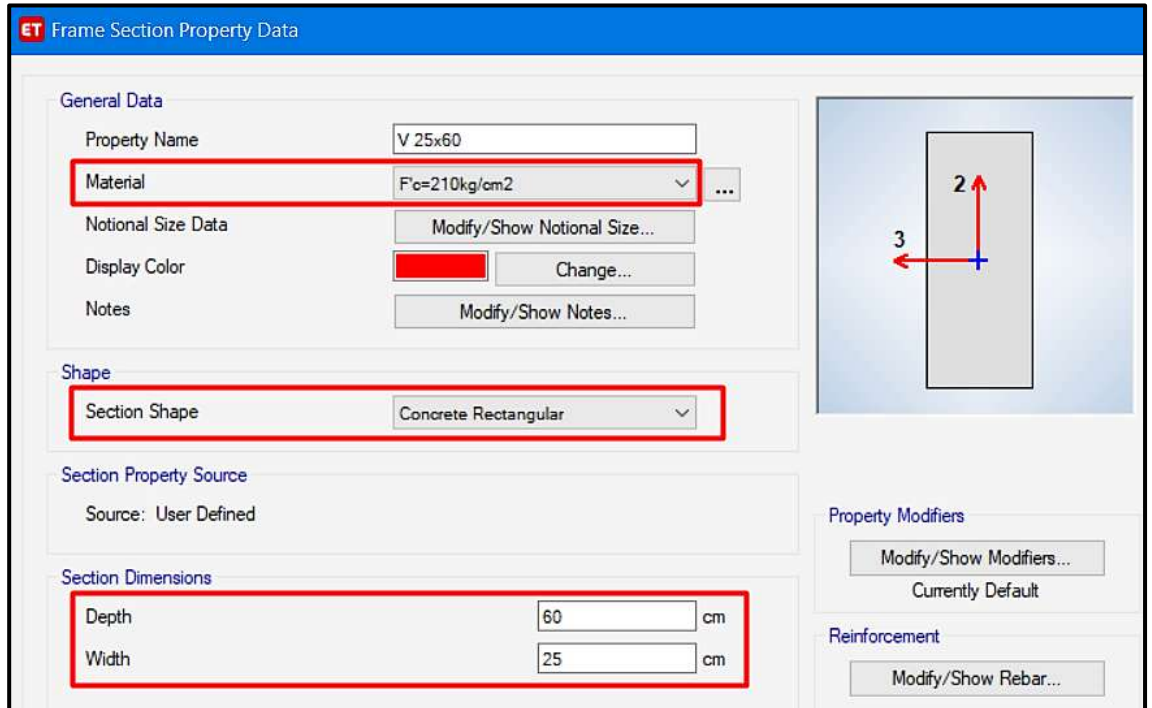 ET Frame Section Property Data
General Data
Property Name V 25x60
Material F'c=210kg/cm2 ...
Notional Size Data Modify/Show Notional Size...
Display Color Change...
Notes Modify/Show Notes...
2
3
Shape
Section Shape Concrete Rectangular
Section Property Source
Source: User Defined
Property Modifiers
Modify/Show Modifiers...
Currently Default
Section Dimensions
Depth 60 cm
Width 25 cm
Reinforcement
Modify/Show Rebar...